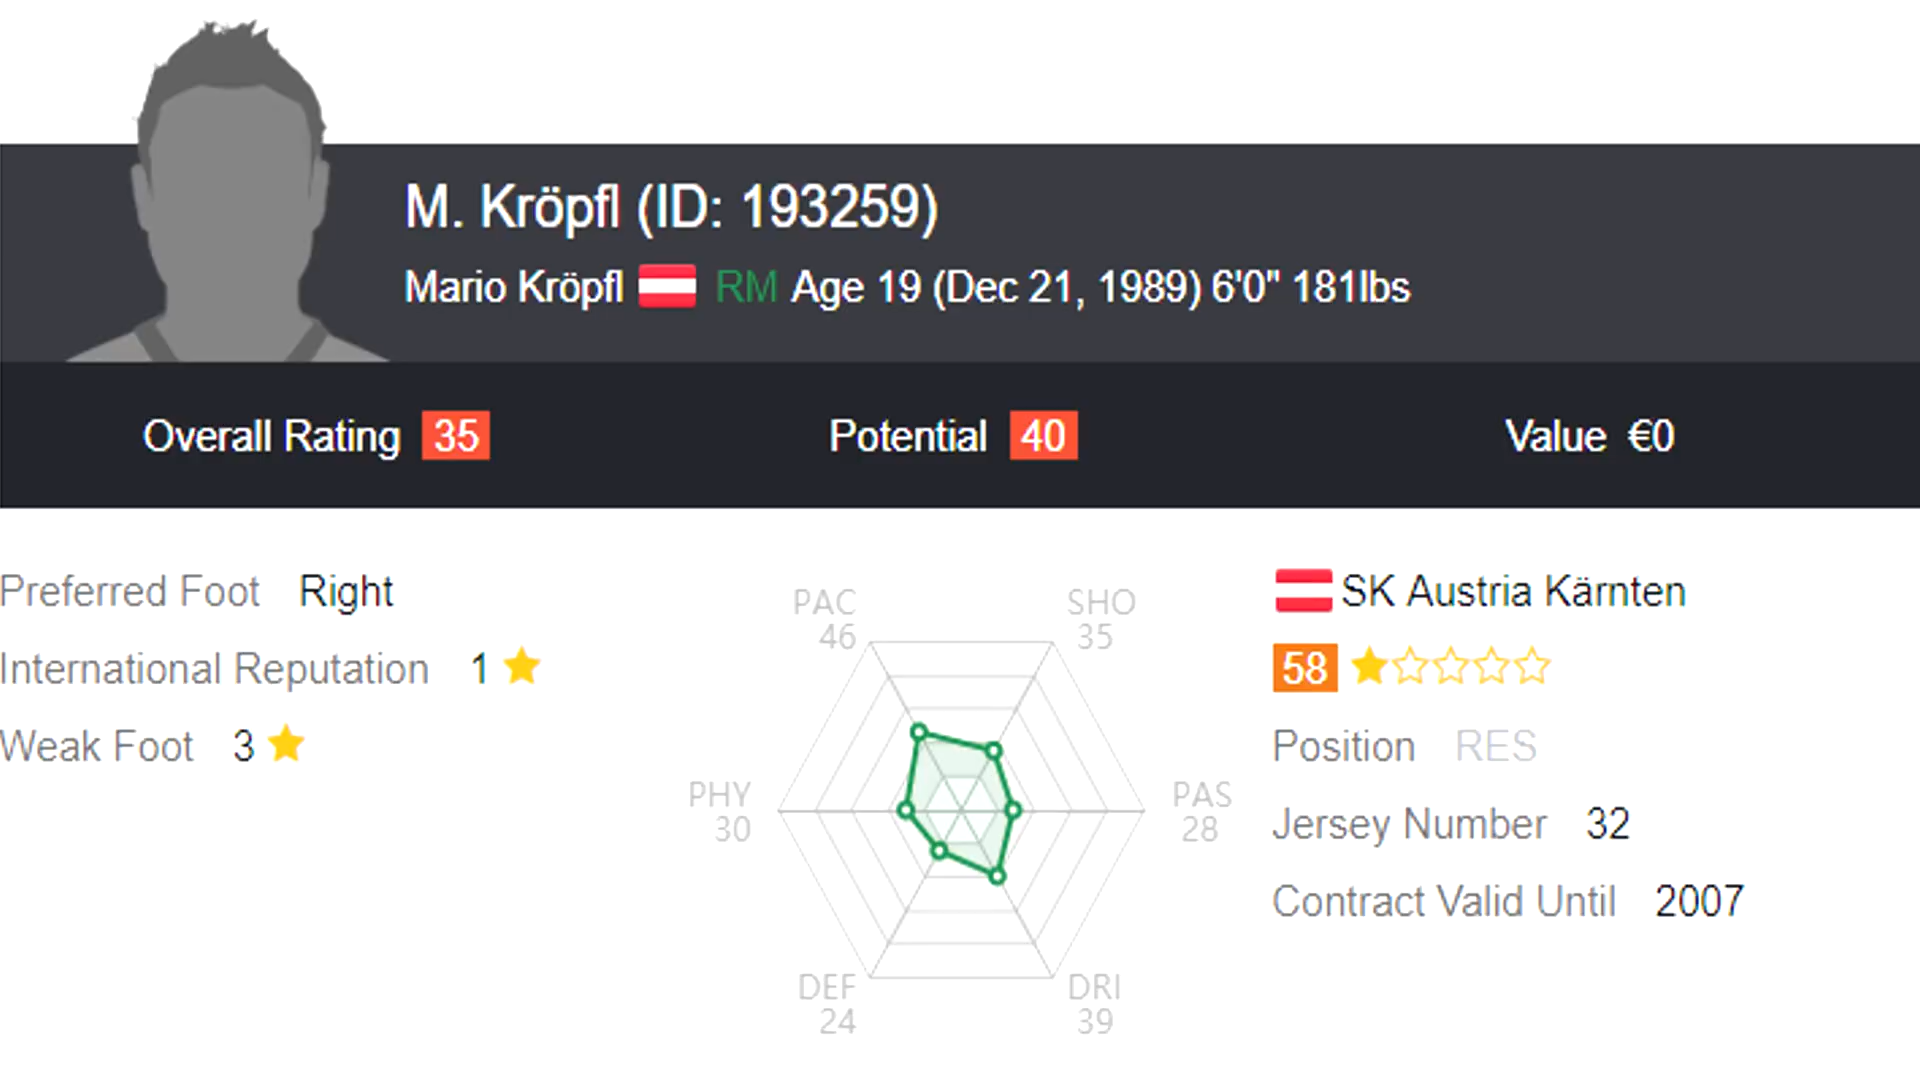 M. Kröpfl (ID: 193259)
Mario Kröpfl RM Age 19 (Dec 21, 1989) 6'0" 181lbs
Overall Rating 35 Potential 40 Value €0
Preferred Foot Right
International Reputation 1
Weak Foot 3
PAC
46
SHO
35
PHY
30
PAS
28
DEF
24
DRI
39
SK Austria Kärnten
58
Position RES
Jersey Number 32
Contract Valid Until 2007